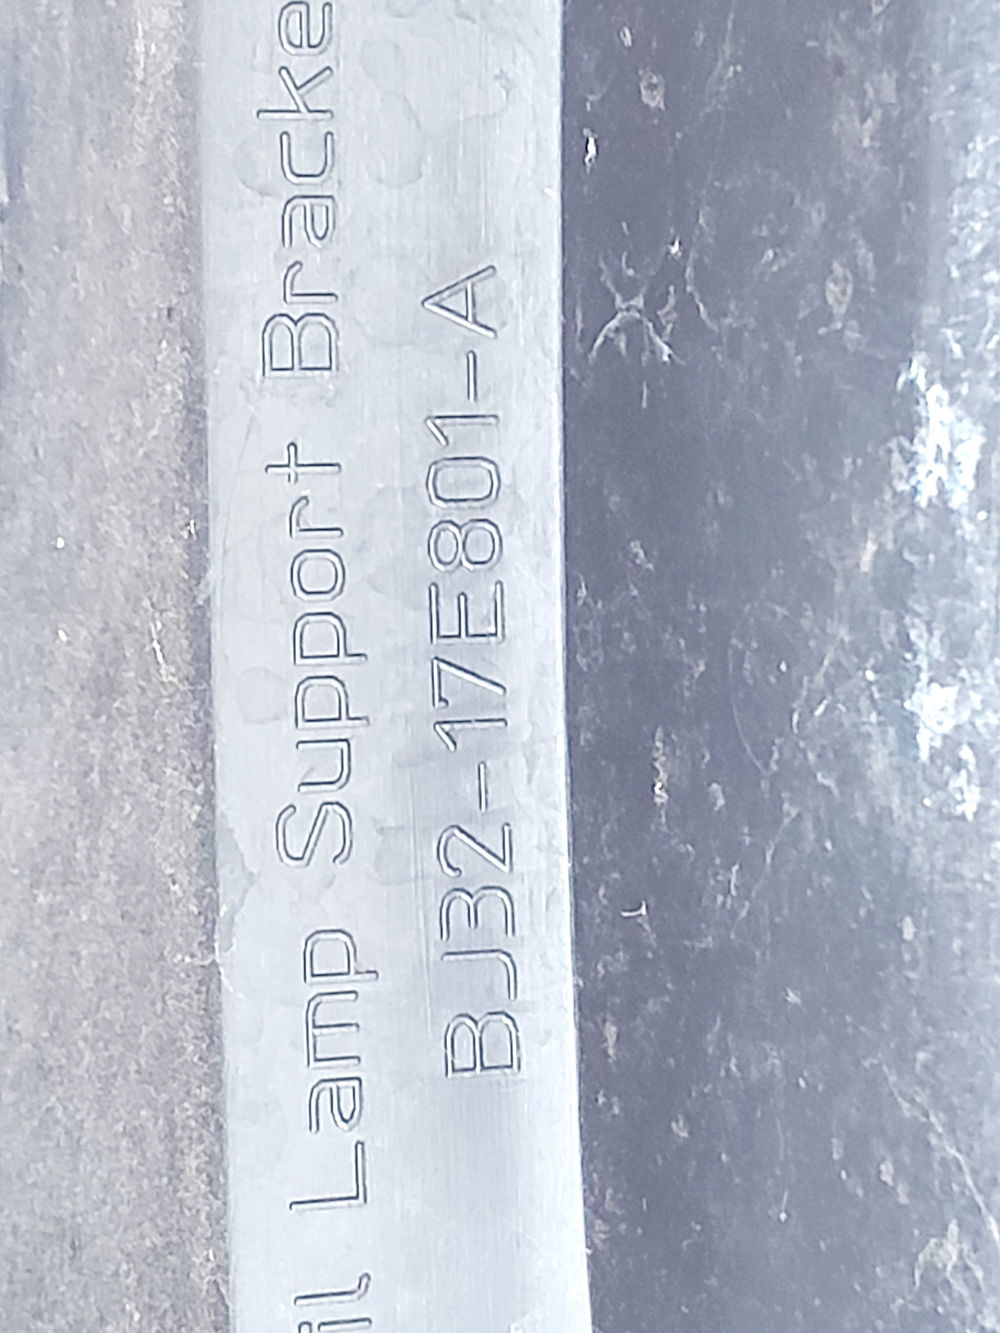 il Lamp Support Bracke
BJ32-17E801-A